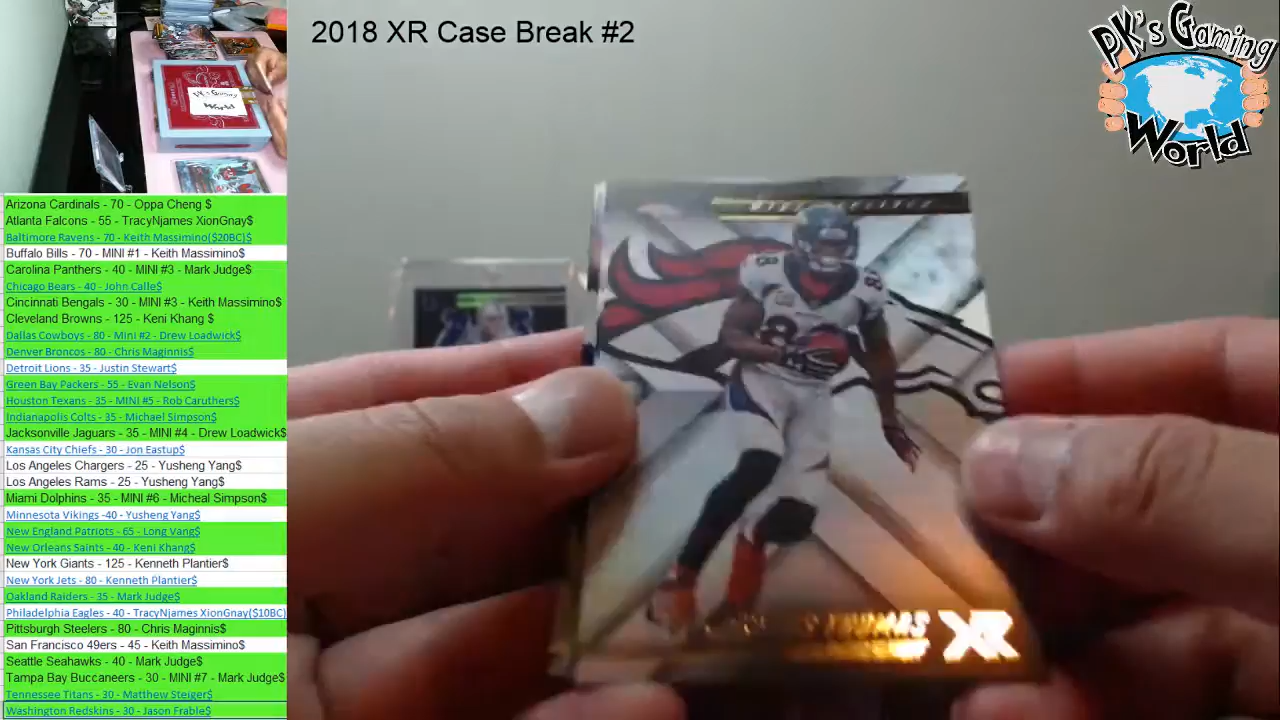 2018 XR Case Break #2
PK's Gaming
World
PK's Gaming
World
Arizona Cardinals - 70 - Oppa Cheng $
Atlanta Falcons - 55 - TracyNjames XionGnay$
Baltimore Ravens - 70 - Keith Massimino($20BC)$
Buffalo Bills - 70 - MINI #1 - Keith Massimino$
Carolina Panthers - 40 - MINI #3 - Mark Judge$
Chicago Bears - 40 - John Calle$
Cincinnati Bengals - 30 - MINI #3 - Keith Massimino$
Cleveland Browns - 125 - Keni Khang $
Dallas Cowboys - 80 - Mini #2 - Drew Loadwick$
Denver Broncos - 80 - Chris Maginnis$
Detroit Lions - 35 - Justin Stewart$
Green Bay Packers - 55 - Evan Nelson$
Houston Texans - 35 - MINI #5 - Rob Caruthers$
Indianapolis Colts - 35 - Michael Simpson$
Jacksonville Jaguars - 35 - MINI #4 - Drew Loadwick$
Kansas City Chiefs - 30 - Jon Eastup$
Los Angeles Chargers - 25 - Yusheng Yang$
Los Angeles Rams - 25 - Yusheng Yang$
Miami Dolphins - 35 - MINI #6 - Micheal Simpson$
Minnesota Vikings -40 - Yusheng Yang$
New England Patriots - 65 - Long Vang$
New Orleans Saints - 40 - Keni Khang$
New York Giants - 125 - Kenneth Plantier$
New York Jets - 80 - Kenneth Plantier$
Oakland Raiders - 35 - Mark Judge$
Philadelphia Eagles - 40 - TracyNjames XionGnay($10BC)
Pittsburgh Steelers - 80 - Chris Maginnis$
San Francisco 49ers - 45 - Keith Massimino$
Seattle Seahawks - 40 - Mark Judge$
Tampa Bay Buccaneers - 30 - MINI #7 - Mark Judge$
Tennessee Titans - 30 - Matthew Steiger$
Washington Redskins - 30 - Jason Frable$
88
88
THOMAS
XR